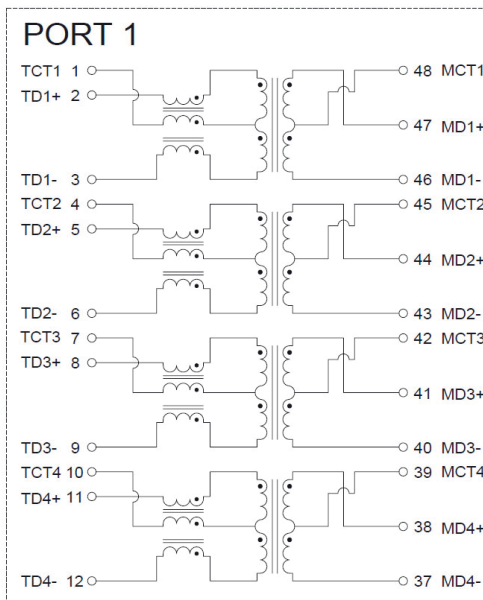 PORT 1
TCT1 1 48 MCT1
TD1+ 2
47 MD1+
TD1- 3 46 MD1-
TCT2 4 45 MCT2
TD2+ 5
44 MD2+
TD2- 6 43 MD2-
TCT3 7 42 MCT3
TD3+ 8
41 MD3+
TD3- 9 40 MD3-
TCT4 10 39 MCT4
TD4+ 11
38 MD4+
TD4- 12 37 MD4-